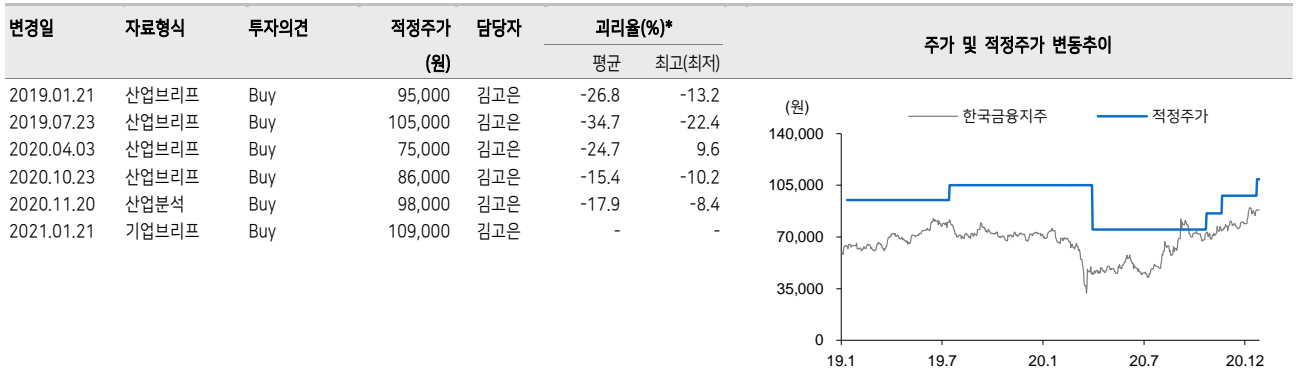 변경일 자료형식 투자의견 적정주가 담당자 괴리율(%)*
(원) 평균 최고(최저)
2019.01.21 산업브리프 Buy 95,000 김고은 -26.8 -13.2
2019.07.23 산업브리프 Buy 105,000 김고은 -34.7 -22.4
2020.04.03 산업브리프 Buy 75,000 김고은 -24.7 9.6
2020.10.23 산업브리프 Buy 86,000 김고은 -15.4 -10.2
2020.11.20 산업분석 Buy 98,000 김고은 -17.9 -8.4
2021.01.21 기업브리프 Buy 109,000 김고은 - -
주가 및 적정주가 변동추이
(원)
한국금융지주 적정주가
140,000
105,000
70,000
35,000
0
19.1 19.7 20.1 20.7 20.12